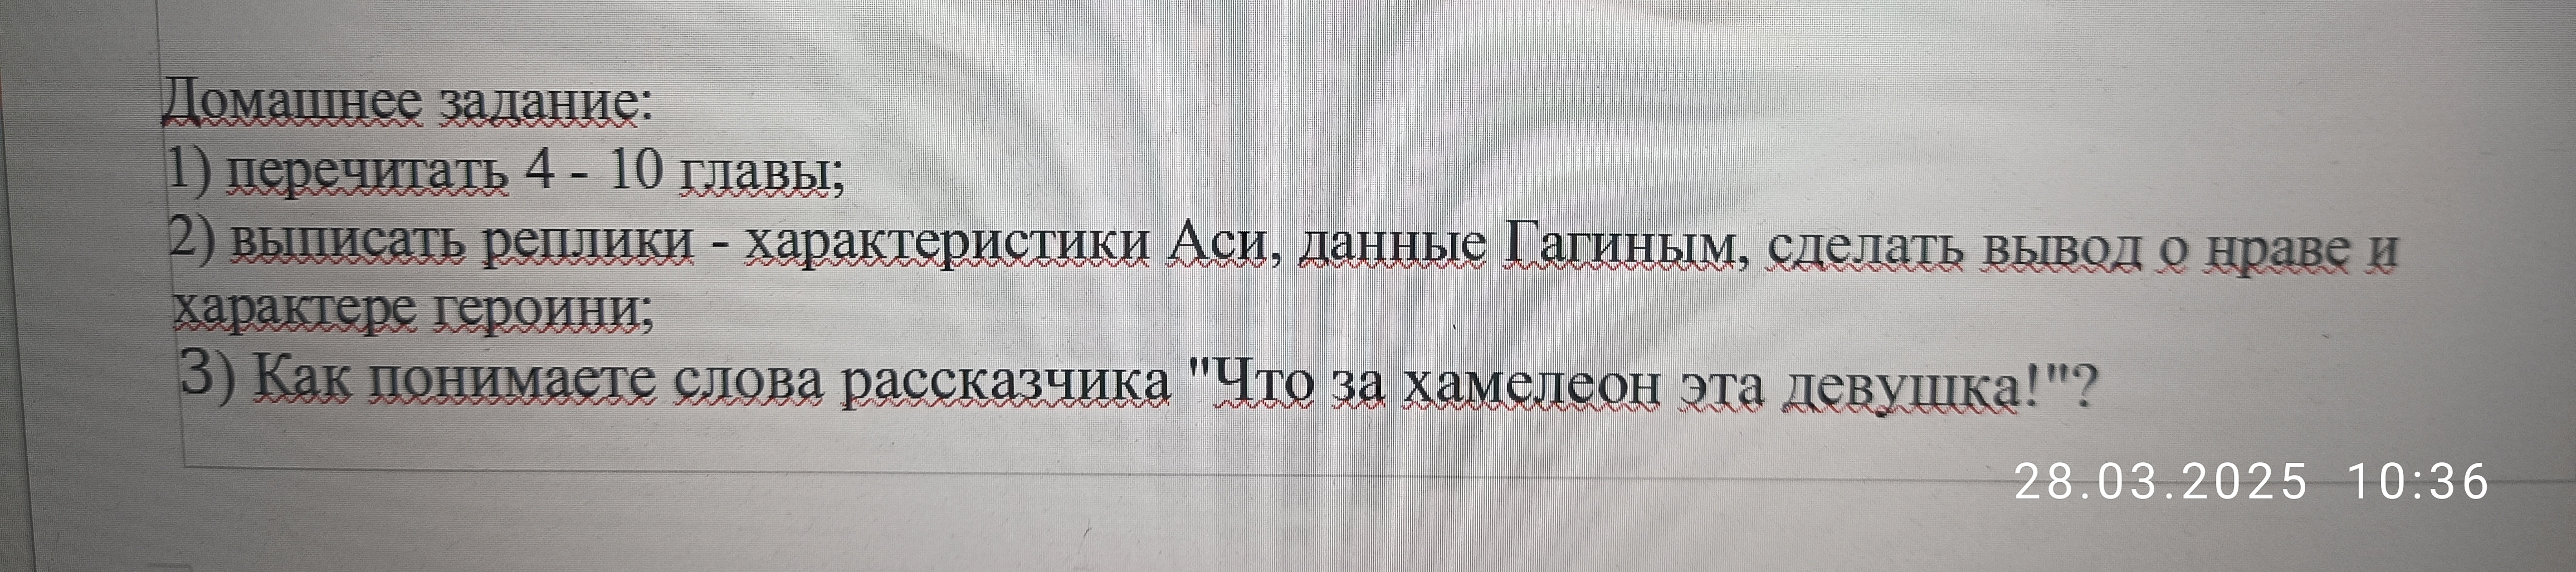 Домашнее задание:
1) перечитать 4 - 10 главы;
2) выписать реплики - характеристики Аси, данные Гагиным, сделать вывод о нраве и
характере героини;
3) Как понимаете слова рассказчика "Что за хамелеон эта девушка!"?
28.03.2025 10:36